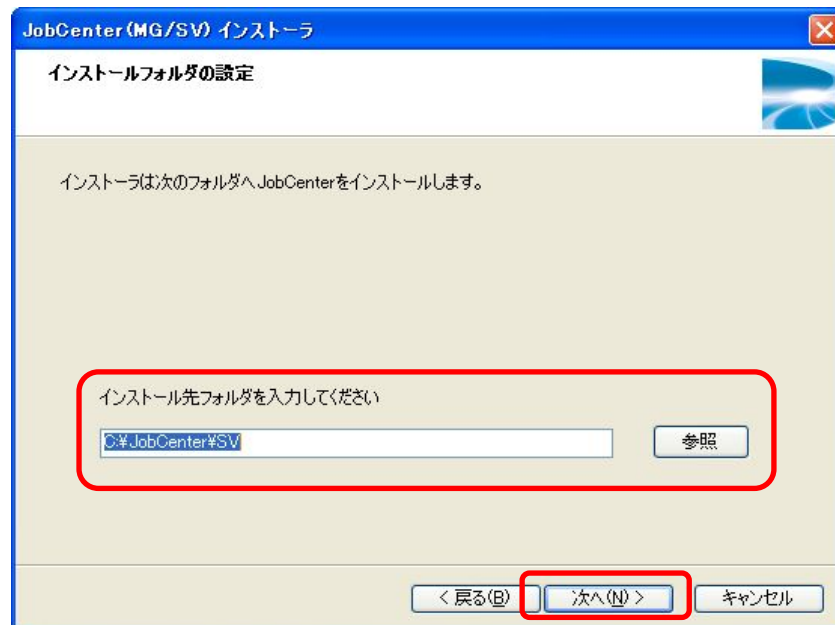 JobCenter(MG/SV) インストーラ
インストールフォルダの設定
インストーラは次のフォルダへJobCenterをインストールします。
インストール先フォルダを入力してください
C:¥JobCenter¥SV
参照
< 戻る(B)
次へ(N) >
キャンセル